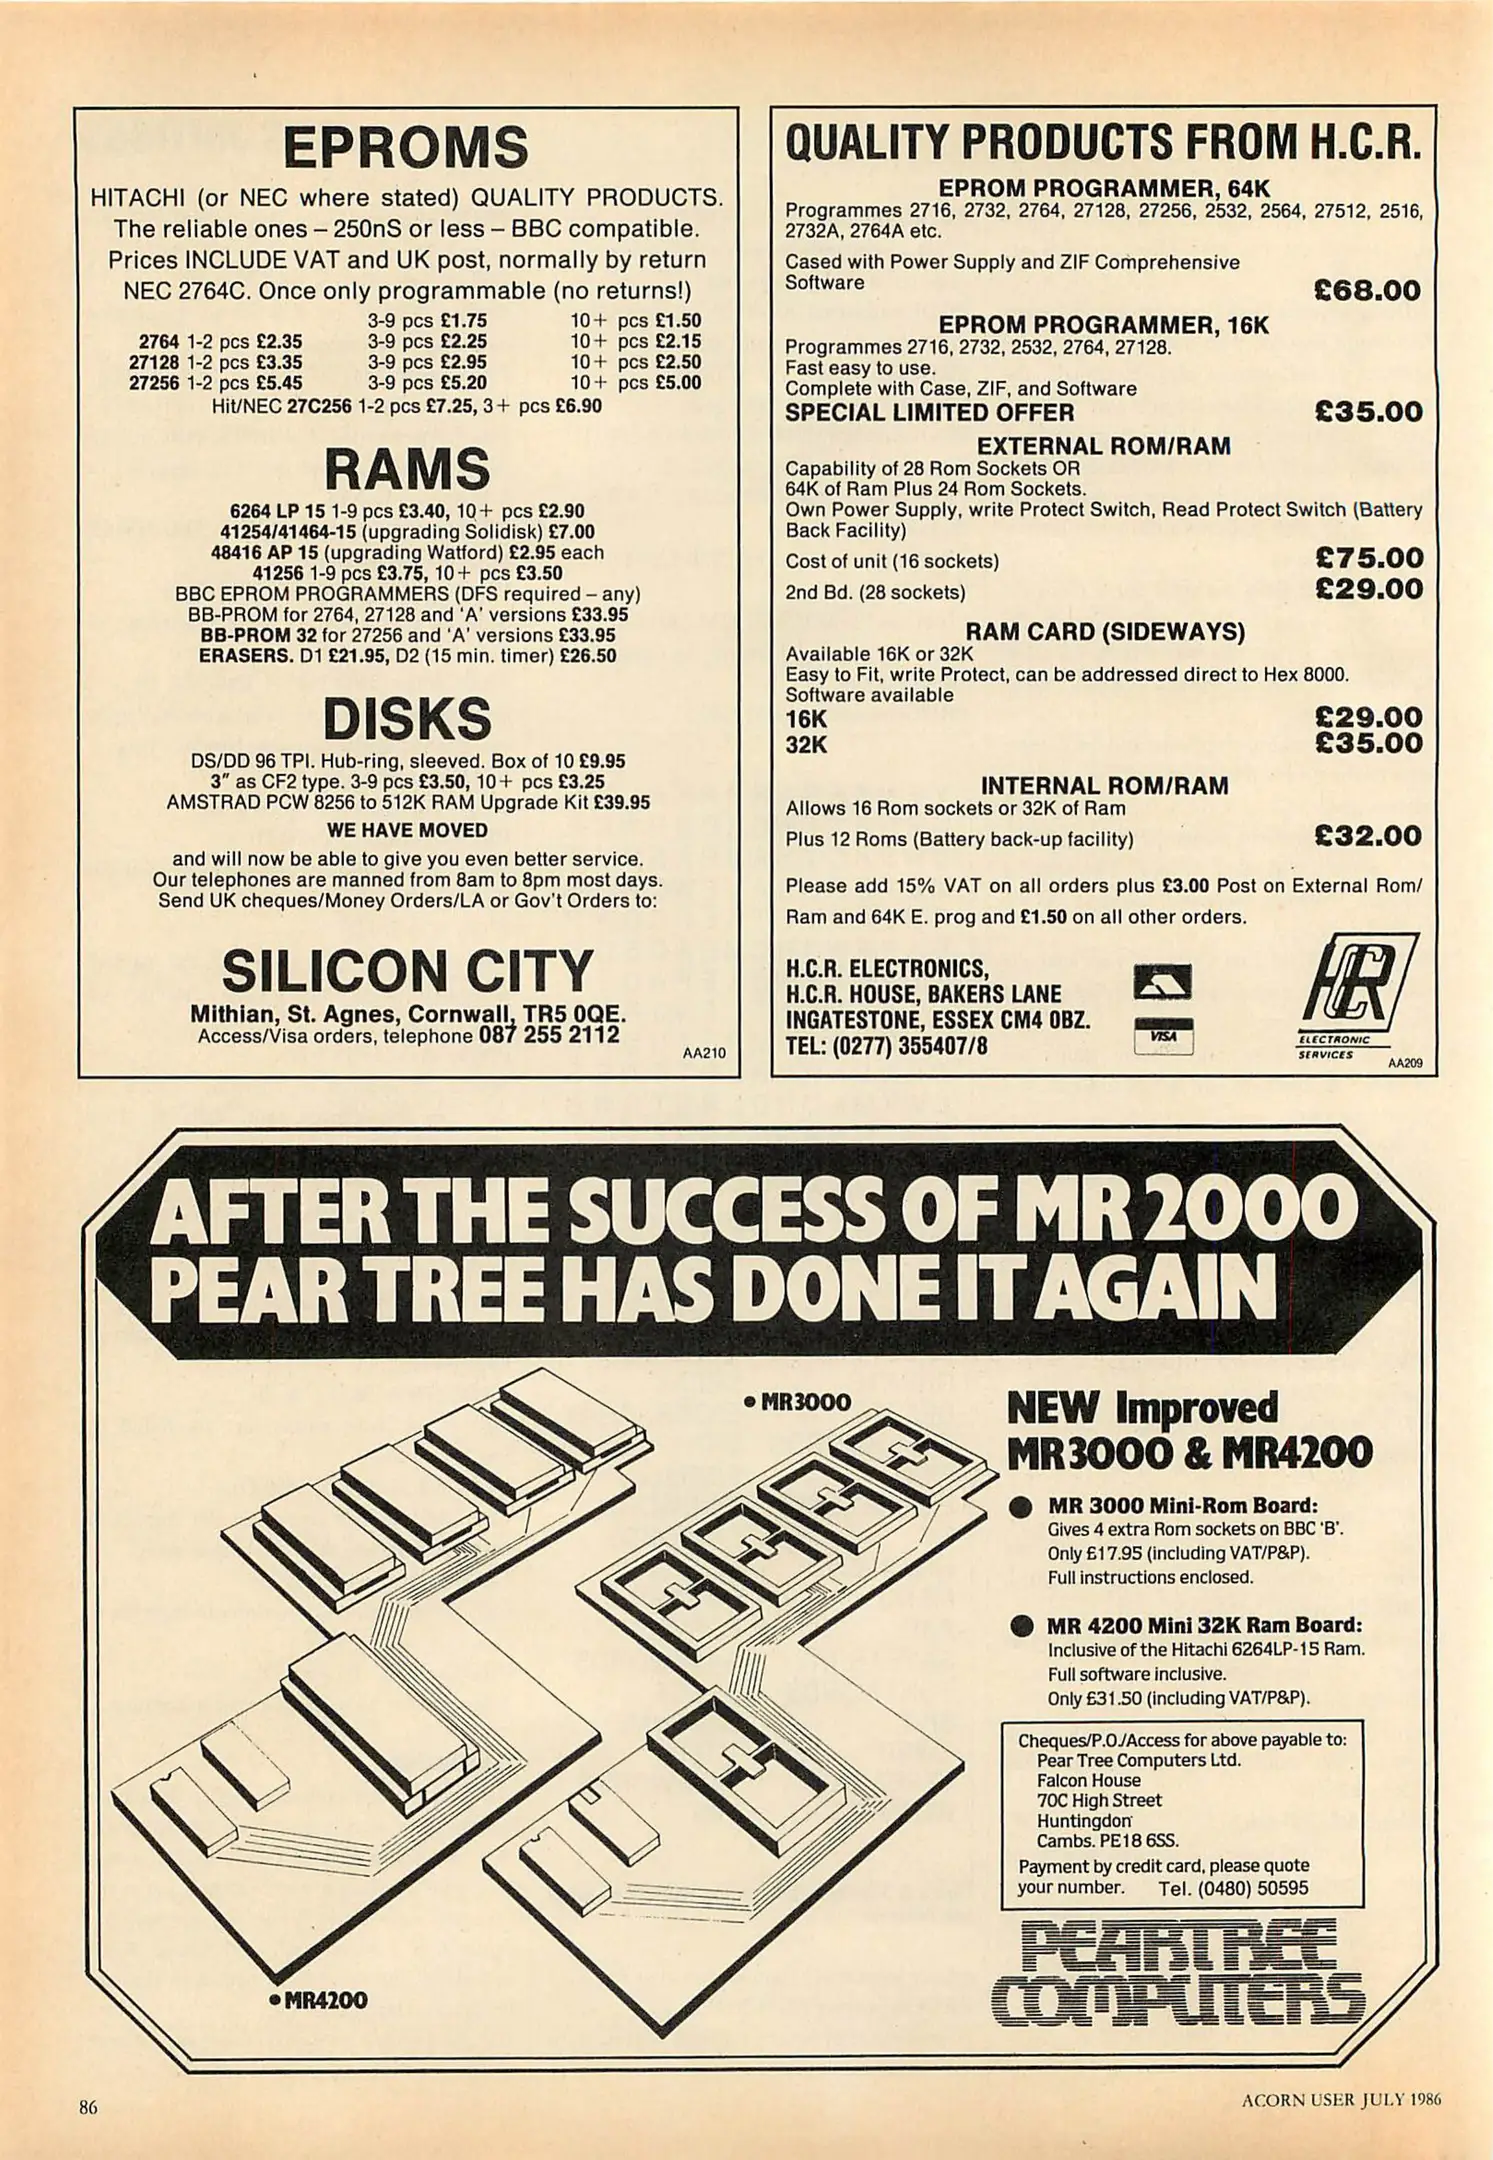 EPROMS
HITACHI (or NEC where stated) QUALITY PRODUCTS.
The reliable ones – 250nS or less – BBC compatible.
Prices INCLUDE VAT and UK post, normally by return
NEC 2764C. Once only programmable (no returns!)
3-9 pcs £1.75 10+ pcs £1.50
2764 1-2 pcs £2.35 3-9 pcs £2.25 10+ pcs £2.15
27128 1-2 pcs £3.35 3-9 pcs £2.95 10+ pcs £2.50
27256 1-2 pcs £5.45 3-9 pcs £5.20 10+ pcs £5.00
Hit/NEC 27C256 1-2 pcs £7.25, 3+ pcs £6.90
RAMS
6264 LP 15 1-9 pcs £3.40, 10+ pcs £2.90
41254/41464-15 (upgrading Solidisk) £7.00
48416 AP 15 (upgrading Watford) £2.95 each
41256 1-9 pcs £3.75, 10+ pcs £3.50
BBC EPROM PROGRAMMERS (DFS required – any)
BB-PROM for 2764, 27128 and ‘A’ versions £33.95
BB-PROM 32 for 27256 and ‘A’ versions £33.95
ERASERS. D1 £21.95, D2 (15 min. timer) £26.50
DISKS
DS/DD 96 TPI. Hub-ring, sleeved. Box of 10 £9.95
3″ as CF2 type. 3-9 pcs £3.50, 10+ pcs £3.25
AMSTRAD PCW 8256 to 512K RAM Upgrade Kit £39.95
WE HAVE MOVED
and will now be able to give you even better service.
Our telephones are manned from 8am to 8pm most days.
Send UK cheques/Money Orders/LA or Gov't Orders to:
SILICON CITY
Mithian, St. Agnes, Cornwall, TR5 0QE.
Access/Visa orders, telephone 087 255 2112
AA210
QUALITY PRODUCTS FROM H.C.R.
EPROM PROGRAMMER, 64K
Programmes 2716, 2732, 2764, 27128, 27256, 2532, 2564, 27512, 2516,
2732A, 2764A etc.
Cased with Power Supply and ZIF Comprehensive
Software £68.00
EPROM PROGRAMMER, 16K
Programmes 2716, 2732, 2532, 2764, 27128.
Fast easy to use.
Complete with Case, ZIF, and Software
SPECIAL LIMITED OFFER £35.00
EXTERNAL ROM/RAM
Capability of 28 Rom Sockets OR
64K of Ram Plus 24 Rom Sockets.
Own Power Supply, write Protect Switch, Read Protect Switch (Battery
Back Facility)
Cost of unit (16 sockets) £75.00
2nd Bd. (28 sockets) £29.00
RAM CARD (SIDEWAYS)
Available 16K or 32K
Easy to Fit, write Protect, can be addressed direct to Hex 8000.
Software available
16K £29.00
32K £35.00
INTERNAL ROM/RAM
Allows 16 Rom sockets or 32K of Ram
Plus 12 Roms (Battery back-up facility) £32.00
Please add 15% VAT on all orders plus £3.00 Post on External Rom/
Ram and 64K E. prog and £1.50 on all other orders.
H.C.R. ELECTRONICS,
H.C.R. HOUSE, BAKERS LANE
INGATESTONE, ESSEX CM4 0BZ.
TEL: (0277) 355407/8
VISA
HCR
ELECTRONIC
SERVICES
AA209
AFTER THE SUCCESS OF MR 2000
PEAR TREE HAS DONE IT AGAIN
• MR3000
NEW Improved
MR3000 & MR4200
● MR 3000 Mini-Rom Board:
Gives 4 extra Rom sockets on BBC ‘B’.
Only £17.95 (including VAT/P&P).
Full instructions enclosed.
● MR 4200 Mini 32K Ram Board:
Inclusive of the Hitachi 6264LP-15 Ram.
Full software inclusive.
Only £31.50 (including VAT/P&P).
Cheques/P.O./Access for above payable to:
Pear Tree Computers Ltd.
Falcon House
70C High Street
Huntingdon
Cambs. PE18 6SS.
Payment by credit card, please quote
your number. Tel. (0480) 50595
PEARTREE
COMPUTERS
• MR4200
86
ACORN USER JULY 1986